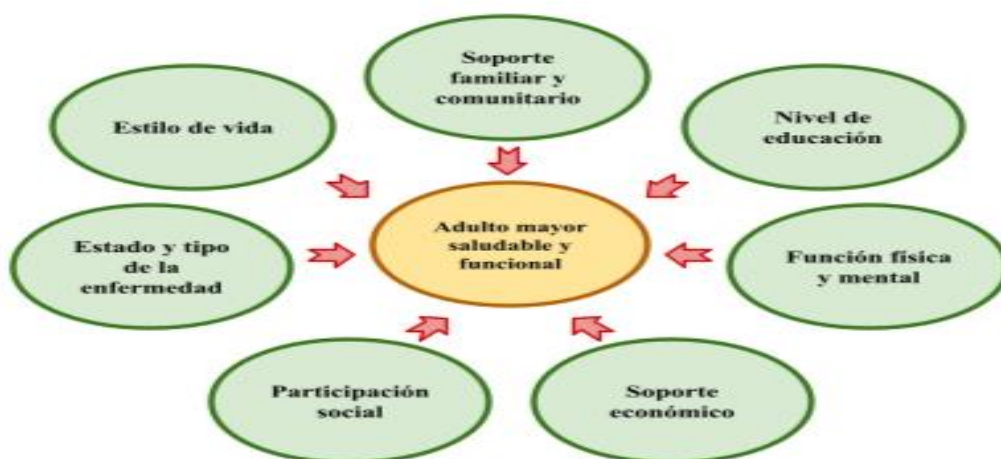 Soporte
familiar y
comunitario
Estilo de vida
Nivel de
educación
Adulto mayor
saludable y
funcional
Estado y tipo
de la
enfermedad
Función física
y mental
Participación
social
Soporte
económico